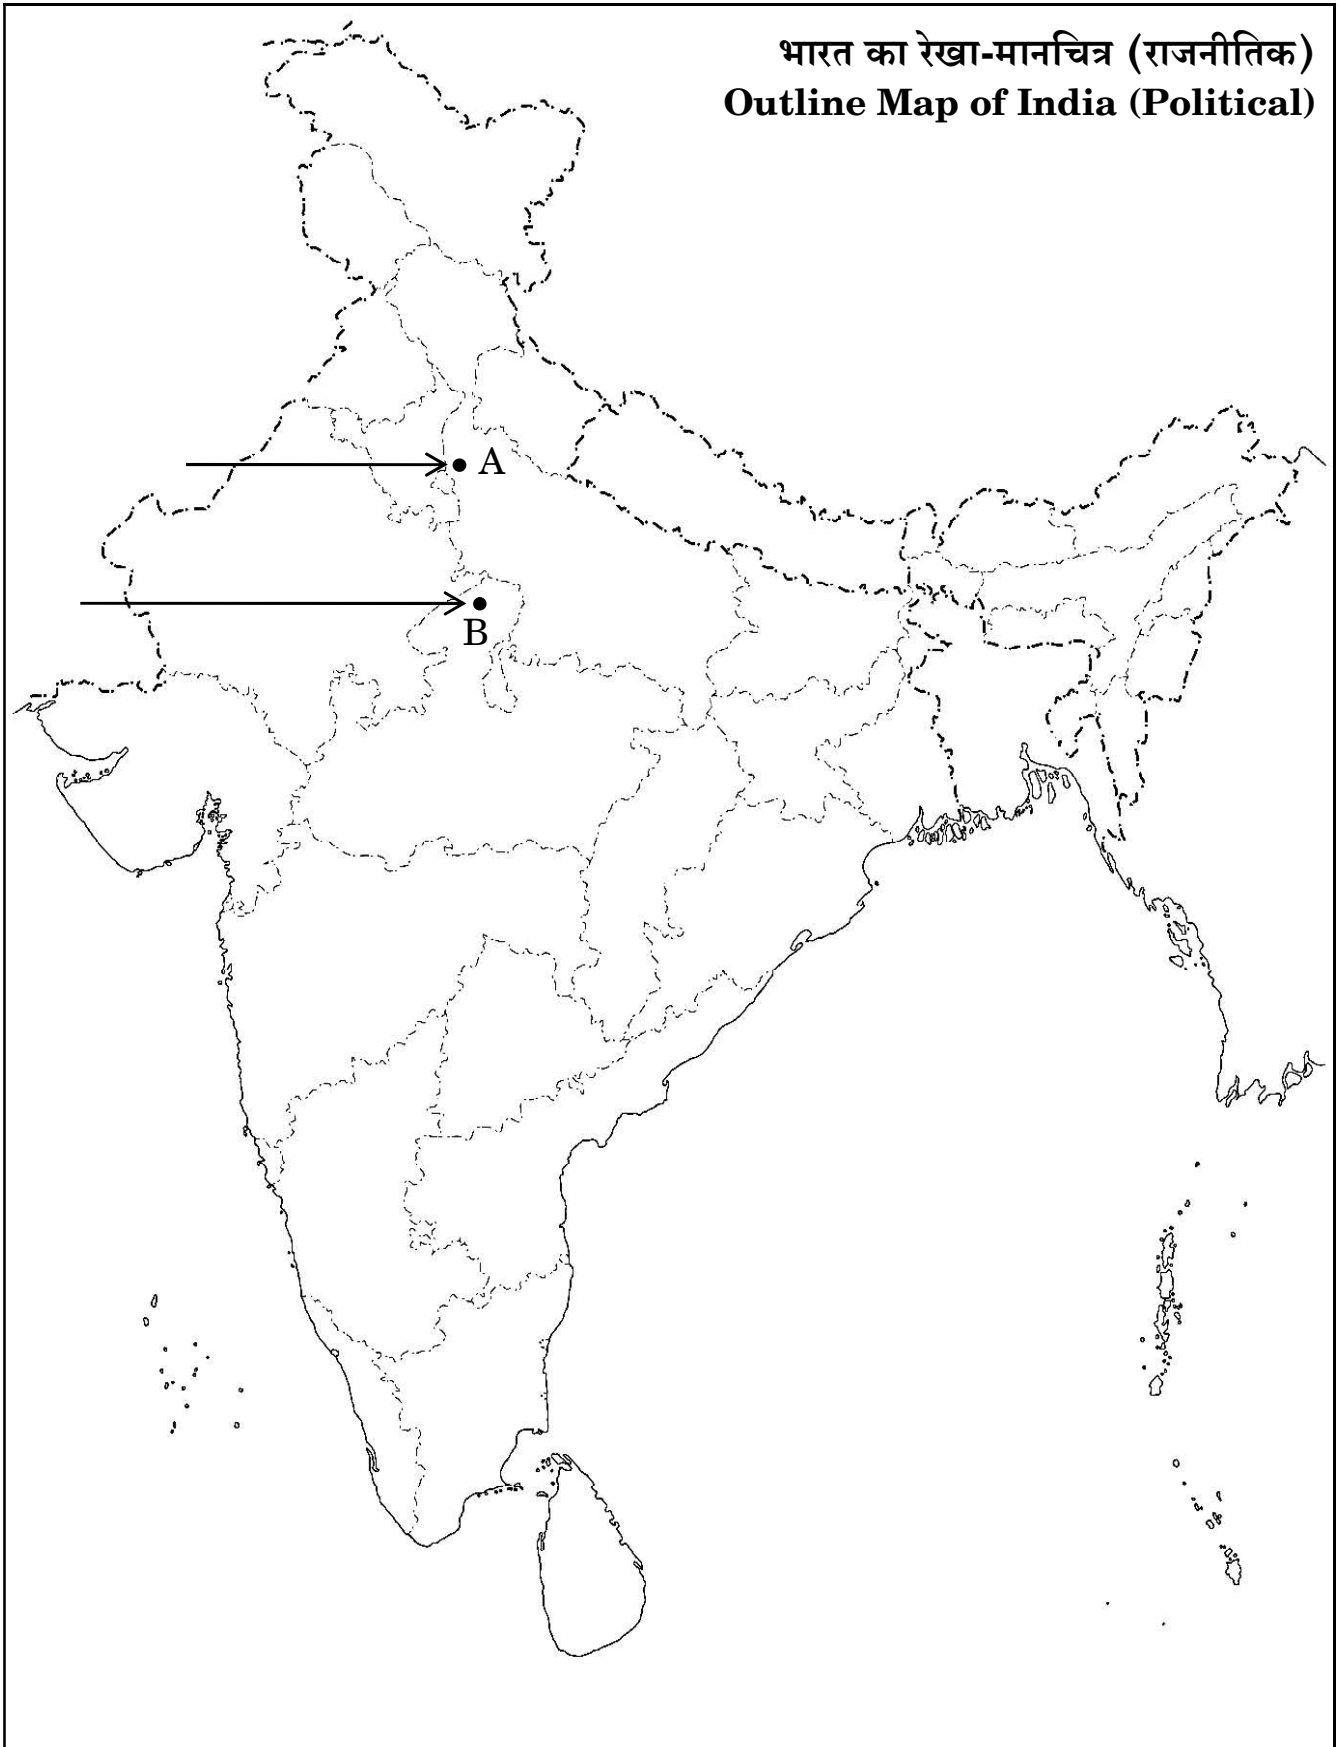 भारत का रेखा-मानचित्र (राजनीतिक)
Outline Map of India (Political)
A
B